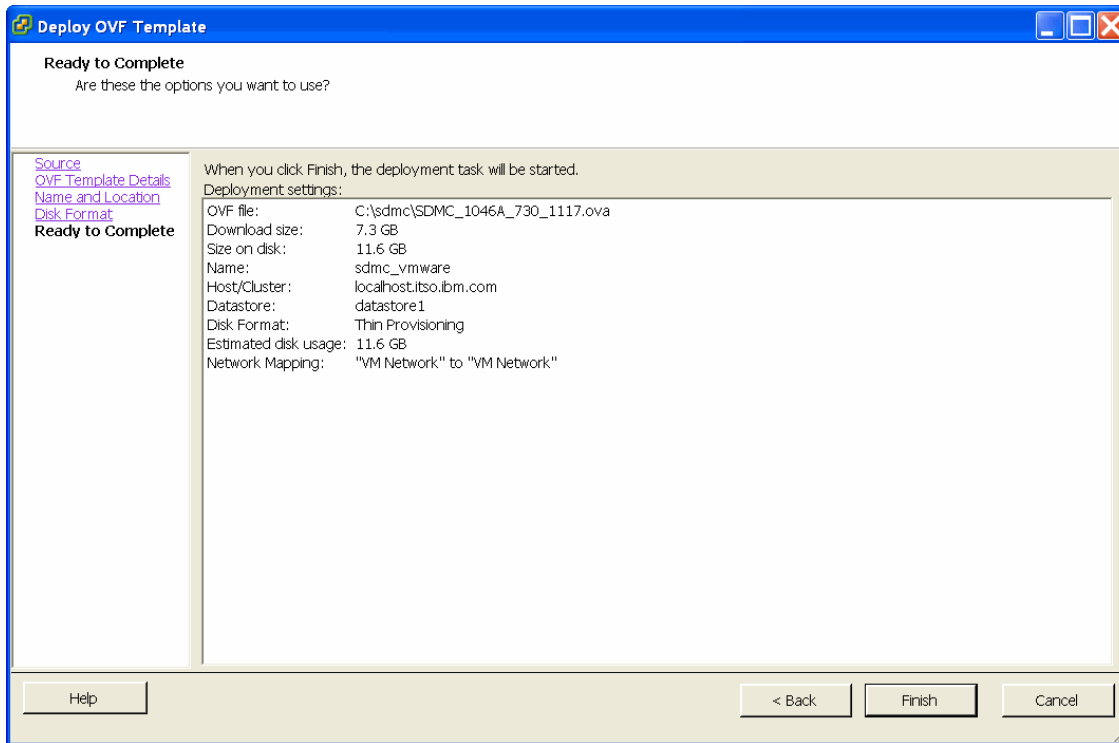 Deploy OVF Template
Ready to Complete
Are these the options you want to use?
Source
OVF Template Details
Name and Location
Disk Format
Ready to Complete
When you click Finish, the deployment task will be started.
Deployment settings:
OVF file: C:\sdmc\SDMC_1046A_730_1117.ova
Download size: 7.3 GB
Size on disk: 11.6 GB
Name: sdmc_vmware
Host/Cluster: localhost.itso.ibm.com
Datastore: datastore1
Disk Format: Thin Provisioning
Estimated disk usage: 11.6 GB
Network Mapping: "VM Network" to "VM Network"
Help
< Back
Finish
Cancel